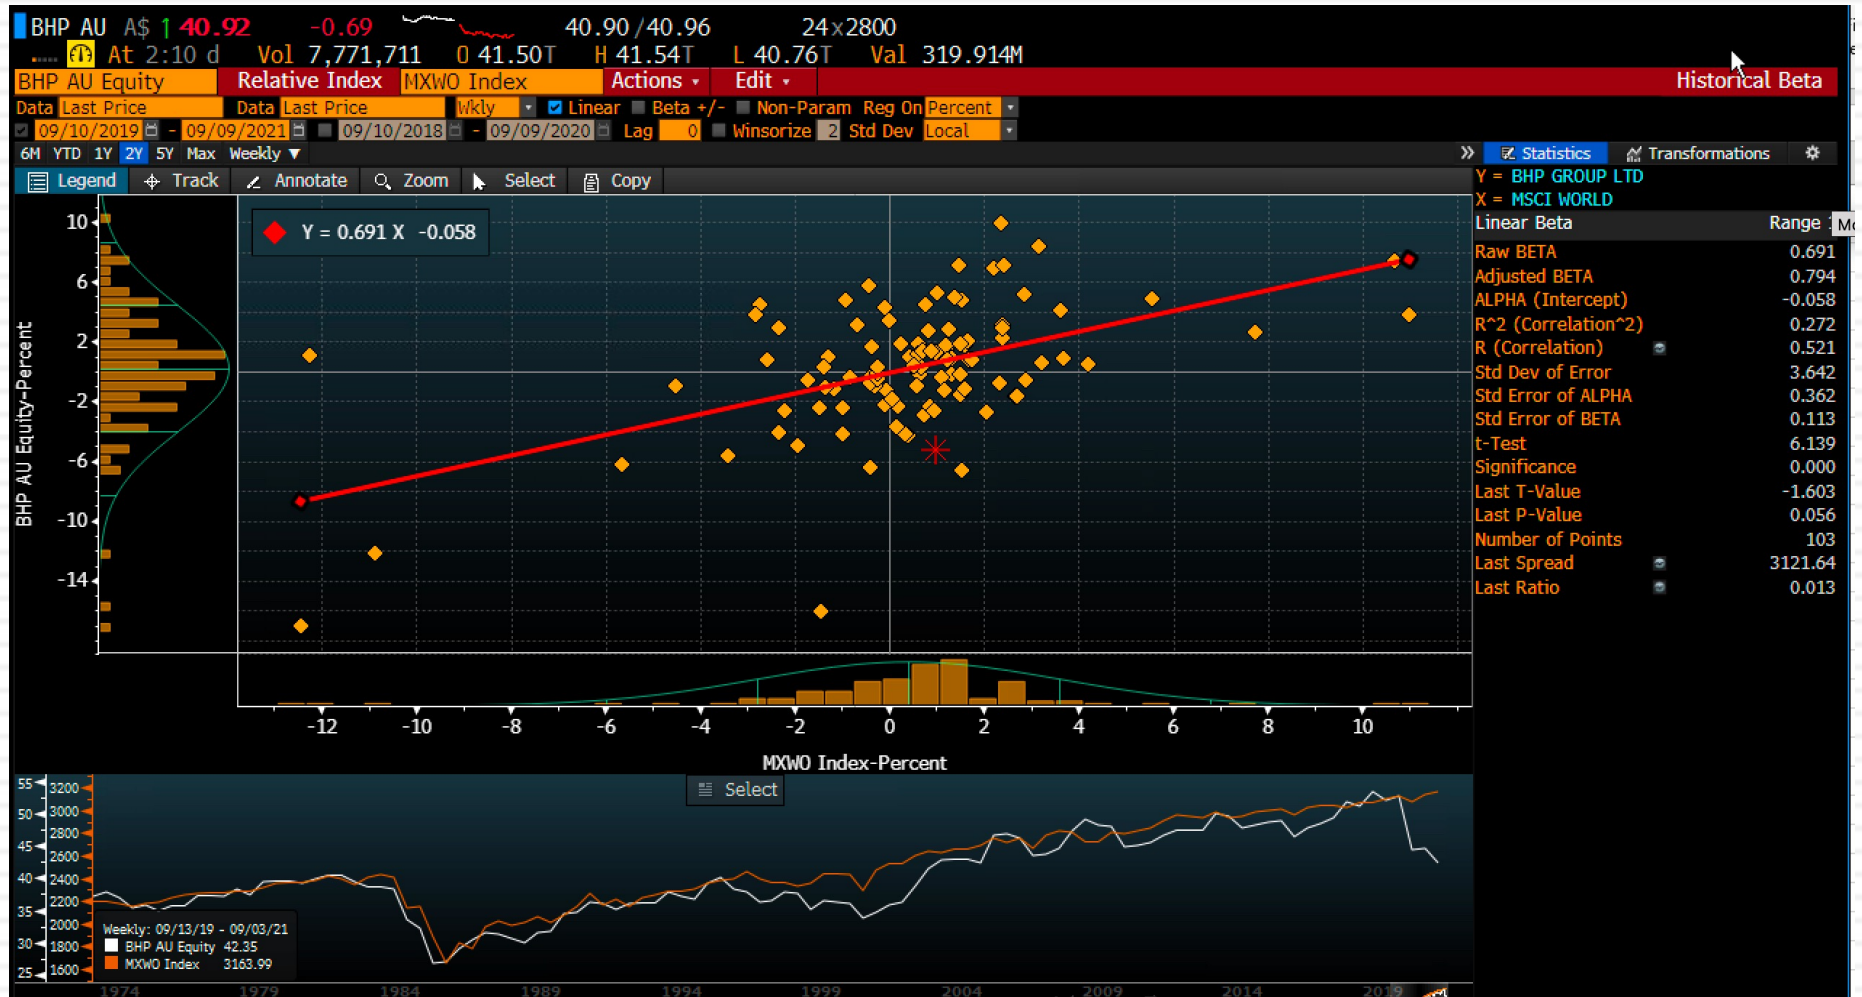 BHP AU A$ ↑ 40.92 -0.69 40.90 / 40.96 24x2800
At 2:10 d Vol 7,771,711 O 41.50T H 41.54T L 40.76T Val 319.914M
BHP AU Equity Relative Index MXWO Index Actions Edit Historical Beta
Data Last Price Data Last Price Wkly Linear Beta +/- Non-Param Reg On Percent
09/10/2019 - 09/09/2021 09/10/2018 - 09/09/2020 Lag 0 Winsorize 2 Std Dev Local
6M YTD 1Y 2Y 5Y Max Weekly ▼ » Statistics Transformations
Legend Track Annotate Zoom Select Copy
Y = BHP GROUP LTD
X = MSCI WORLD
Linear Beta Range
Raw BETA 0.691
Adjusted BETA 0.794
ALPHA (Intercept) -0.058
R^2 (Correlation^2) 0.272
R (Correlation) 0.521
Std Dev of Error 3.642
Std Error of ALPHA 0.362
Std Error of BETA 0.113
t-Test 6.139
Significance 0.000
Last T-Value -1.603
Last P-Value 0.056
Number of Points 103
Last Spread 3121.64
Last Ratio 0.013
Y = 0.691 X -0.058
BHP AU Equity-Percent
10
6
2
-2
-6
-10
-14
-12 -10 -8 -6 -4 -2 0 2 4 6 8 10
MXWO Index-Percent
Select
55
50
45
40
35
30
25
3200
3000
2800
2600
2400
2200
2000
1800
1600
Weekly: 09/13/19 - 09/03/21
BHP AU Equity 42.35
MXWO Index 3163.99
1974 1979 1984 1989 1994 1999 2004 2009 2014 2019